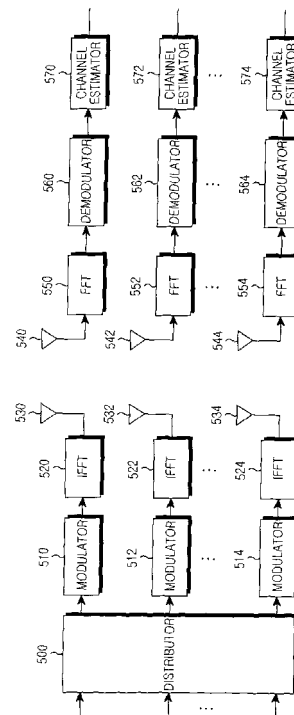 500
DISTRIBUTOR
510
MODULATOR
520
IFFT
530
540
550
FFT
560
DEMODULATOR
570
CHANNEL
ESTIMATOR
512
MODULATOR
522
IFFT
532
542
552
FFT
562
DEMODULATOR
572
CHANNEL
ESTIMATOR
514
MODULATOR
524
IFFT
534
544
554
FFT
564
DEMODULATOR
574
CHANNEL
ESTIMATOR